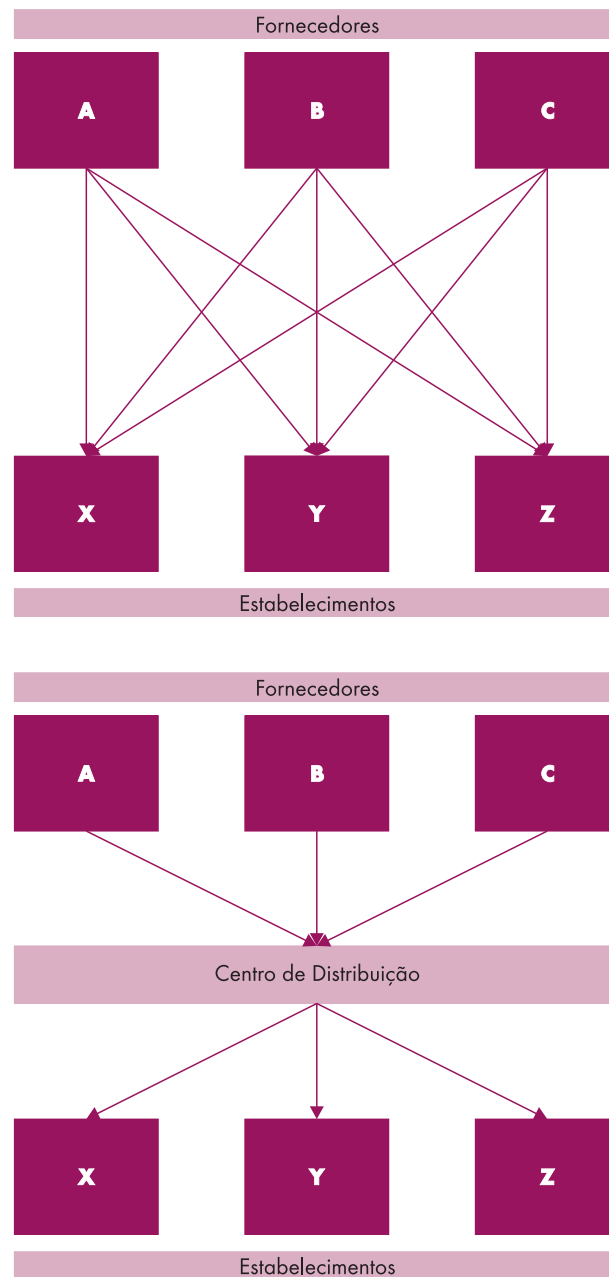 Fornecedores
A B C
X Y Z
Estabelecimentos
Fornecedores
A B C
Centro de Distribuição
X Y Z
Estabelecimentos